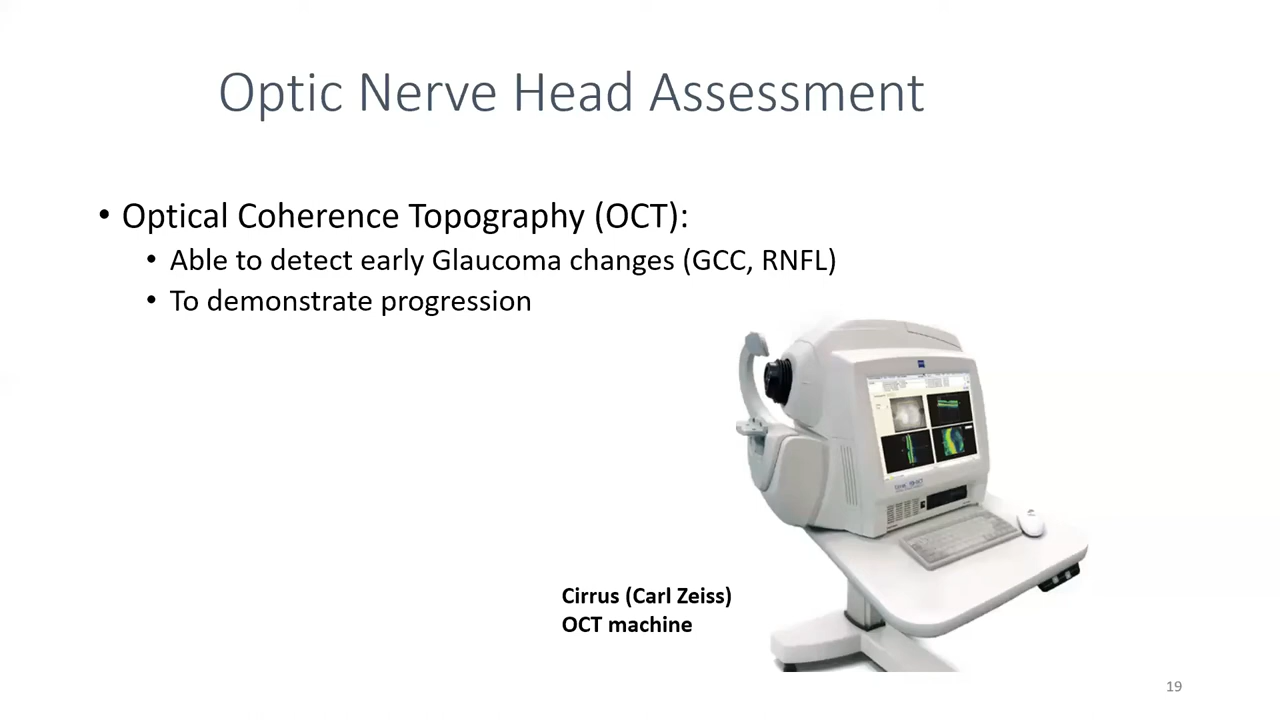 Optic Nerve Head Assessment
• Optical Coherence Topography (OCT):
• Able to detect early Glaucoma changes (GCC, RNFL)
• To demonstrate progression
Cirrus (Carl Zeiss)
OCT machine
19